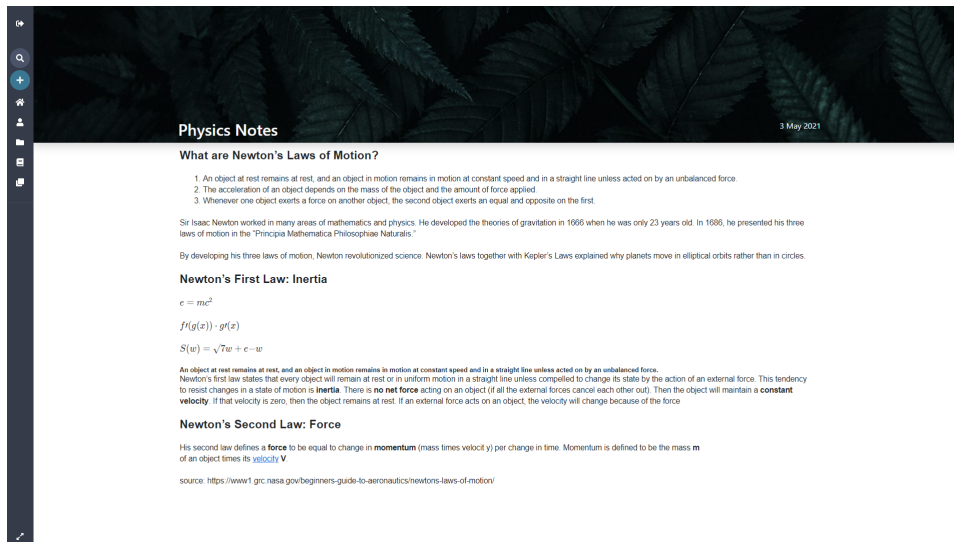 Physics Notes
3 May 2021
What are Newton's Laws of Motion?
1. An object at rest remains at rest, and an object in motion remains in motion at constant speed and in a straight line unless acted on by an unbalanced force.
2. The acceleration of an object depends on the mass of the object and the amount of force applied.
3. Whenever one object exerts a force on another object, the second object exerts an equal and opposite on the first.
Sir Isaac Newton worked in many areas of mathematics and physics. He developed the theories of gravitation in 1666 when he was only 23 years old. In 1686, he presented his three
laws of motion in the "Principia Mathematica Philosophiae Naturalis."
By developing his three laws of motion, Newton revolutionized science. Newton's laws together with Kepler's Laws explained why planets move in elliptical orbits rather than in circles.
Newton's First Law: Inertia
e = mc²
f′(g(x)) · g′(x)
S(w) = √7w + e−w
An object at rest remains at rest, and an object in motion remains in motion at constant speed and in a straight line unless acted on by an unbalanced force.
Newton's first law states that every object will remain at rest or in uniform motion in a straight line unless compelled to change its state by the action of an external force. This tendency
to resist changes in a state of motion is inertia. There is no net force acting on an object (if all the external forces cancel each other out). Then the object will maintain a constant
velocity. If that velocity is zero, then the object remains at rest. If an external force acts on an object, the velocity will change because of the force
Newton's Second Law: Force
His second law defines a force to be equal to change in momentum (mass times velocit y) per change in time. Momentum is defined to be the mass m
of an object times its velocity V.
source: https://www1.grc.nasa.gov/beginners-guide-to-aeronautics/newtons-laws-of-motion/